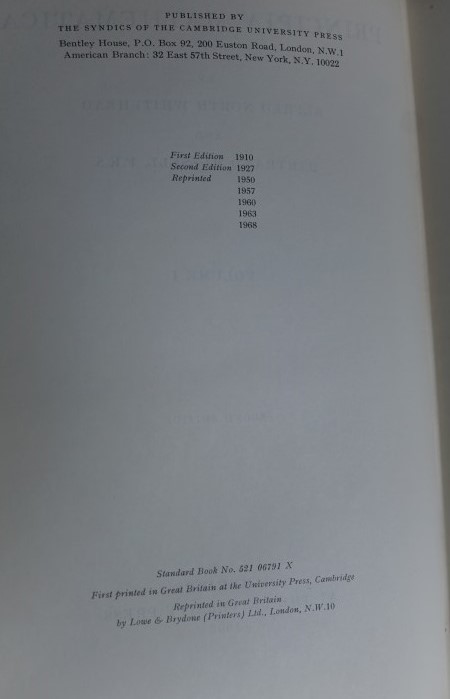 PUBLISHED BY
THE SYNDICS OF THE CAMBRIDGE UNIVERSITY PRESS
Bentley House, P.O. Box 92, 200 Euston Road, London, N.W.1
American Branch: 32 East 57th Street, New York, N.Y. 10022
First Edition 1910
Second Edition 1927
Reprinted 1950
1957
1960
1963
1968
Standard Book No. 521 06791 X
First printed in Great Britain at the University Press, Cambridge
Reprinted in Great Britain
by Lowe & Brydone (Printers) Ltd., London, N.W.10